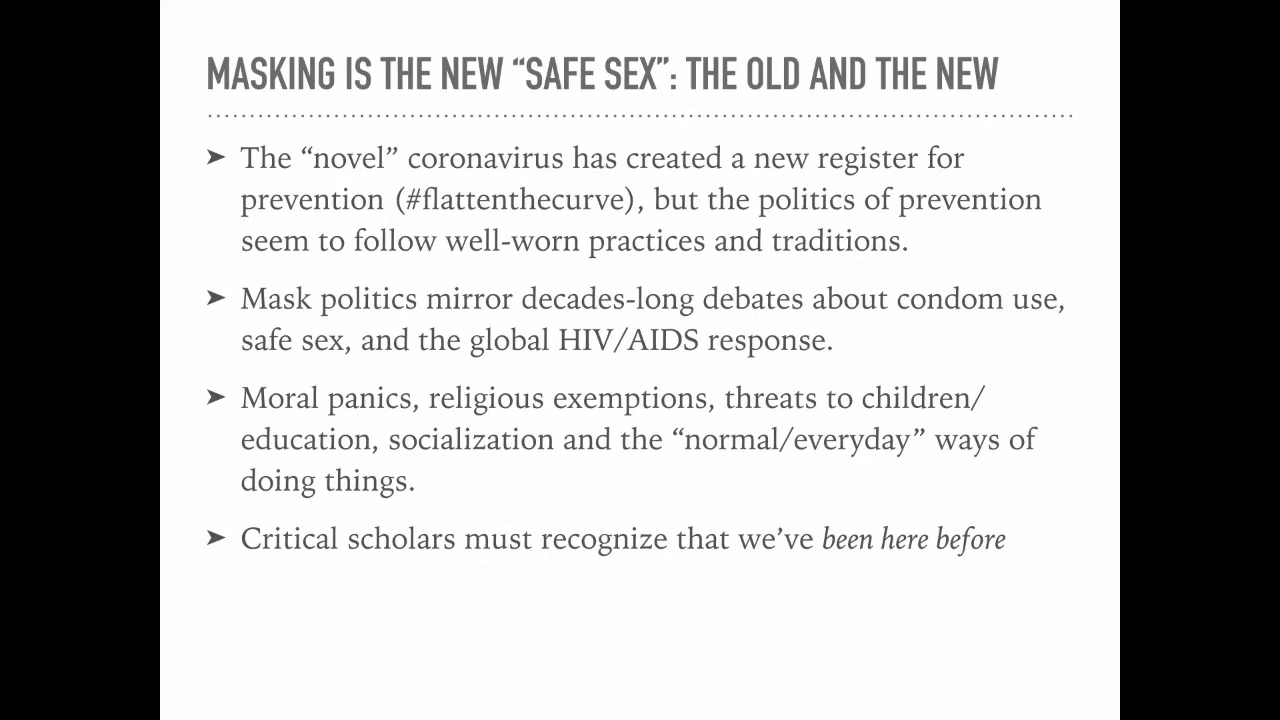 MASKING IS THE NEW “SAFE SEX”: THE OLD AND THE NEW
➤ The “novel” coronavirus has created a new register for
prevention (#flattenthecurve), but the politics of prevention
seem to follow well-worn practices and traditions.
➤ Mask politics mirror decades-long debates about condom use,
safe sex, and the global HIV/AIDS response.
➤ Moral panics, religious exemptions, threats to children/
education, socialization and the “normal/everyday” ways of
doing things.
➤ Critical scholars must recognize that we’ve been here before